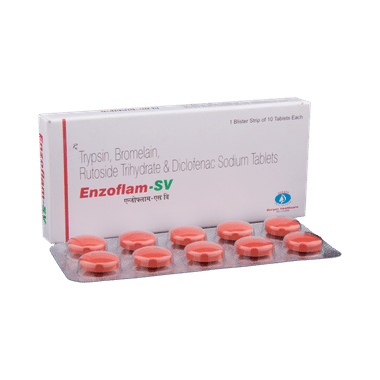 1 Blister Strip of 10 Tablets Each
Trypsin, Bromelain,
Rutoside Trihydrate & Diclofenac Sodium Tablets
Enzoflam-SV
एन्जोफ्लाम-एस वि